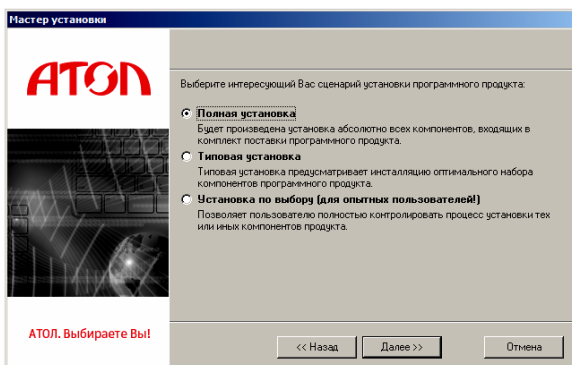 Мастер установки
АТОЛ
Выберите интересующий Вас сценарий установки программного продукта:
Полная установка
Будет произведена установка абсолютно всех компонентов, входящих в
комплект поставки программного продукта.
Типовая установка
Типовая установка предусматривает инсталляцию оптимального набора
компонентов программного продукта.
Установка по выбору (для опытных пользователей!)
Позволяет пользователю полностью контролировать процесс установки тех
или иных компонентов продукта.
АТОЛ. Выбираете Вы!
<< Назад
Далее >>
Отмена